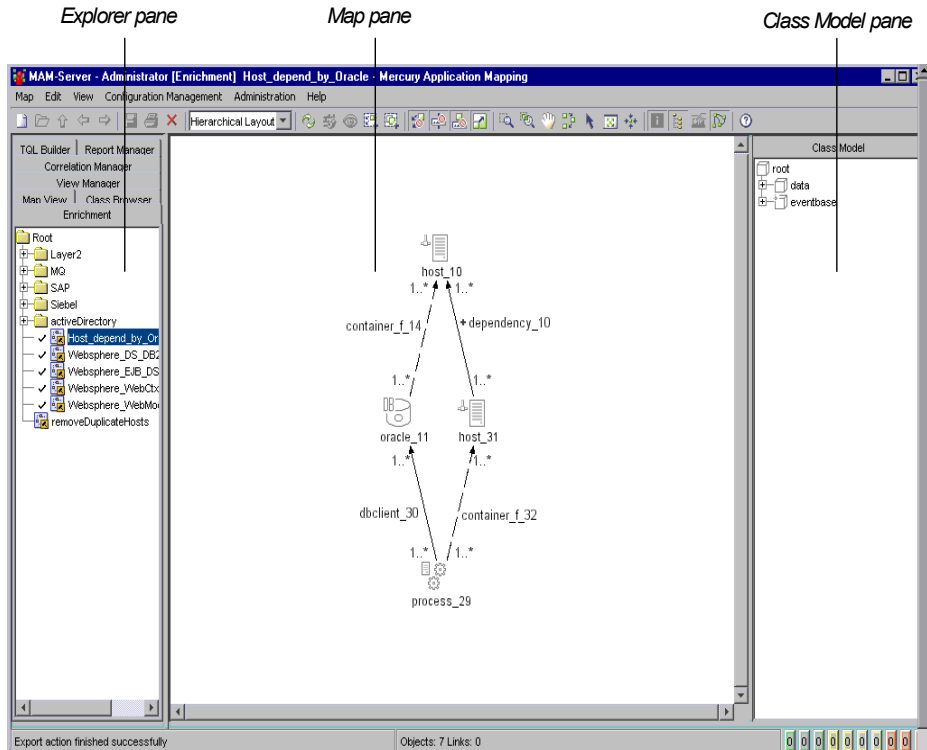 Explorer pane Map pane Class Model pane
MAM-Server - Administrator [Enrichment] Host_depend_by_Oracle - Mercury Application Mapping
Map Edit View Configuration Management Administration Help
Hierarchical Layout
TQL Builder Report Manager
Correlation Manager
View Manager
Map View Class Browser
Enrichment
Root
Layer2
MQ
SAP
Siebel
activeDirectory
Host_depend_by_Or
Websphere_DS_DB2
Websphere_EJB_DS
Websphere_WebCtx
Websphere_WebMo
removeDuplicateHosts
host_10
1..* 1..*
container_f_14 + dependency_10
1..* 1..*
oracle_11 host_31
1..* 1..*
dbclient_30 container_f_32
1..* 1..*
process_29
Class Model
root
data
eventbase
Export action finished successfully Objects: 7 Links: 0 0 0 0 0 0 0 0 0 0